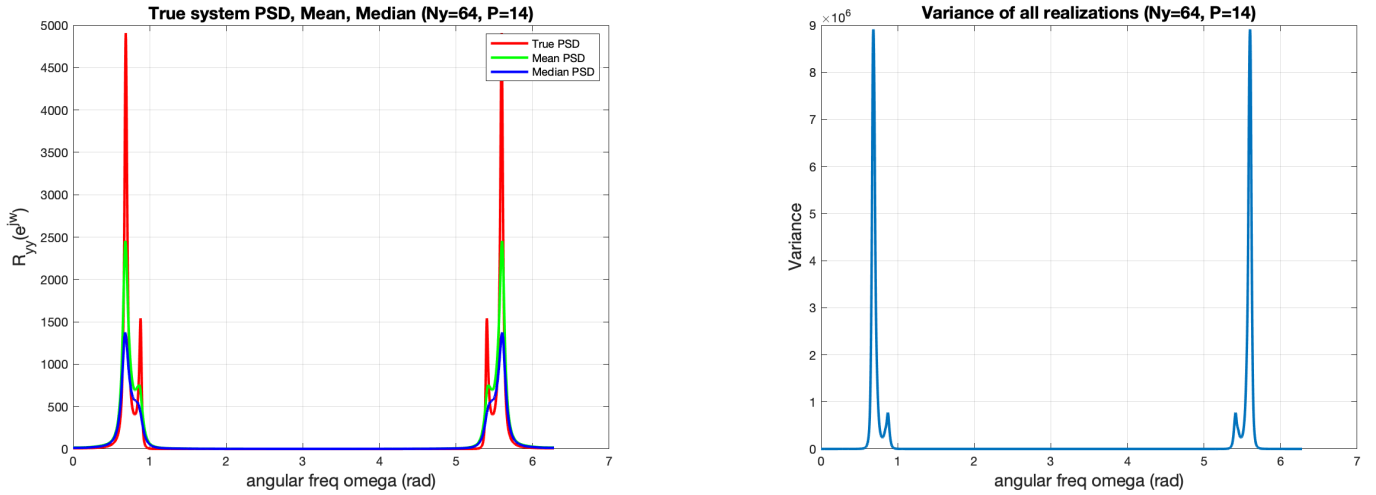 True system PSD, Mean, Median (Ny=64, P=14)
5000
4500
4000
3500
3000
2500
2000
1500
1000
500
0
R_yy(e^jw)
True PSD
Mean PSD
Median PSD
0 1 2 3 4 5 6 7
angular freq omega (rad)
Variance of all realizations (Ny=64, P=14)
×10^6
9
8
7
6
5
4
3
2
1
0
Variance
0 1 2 3 4 5 6 7
angular freq omega (rad)